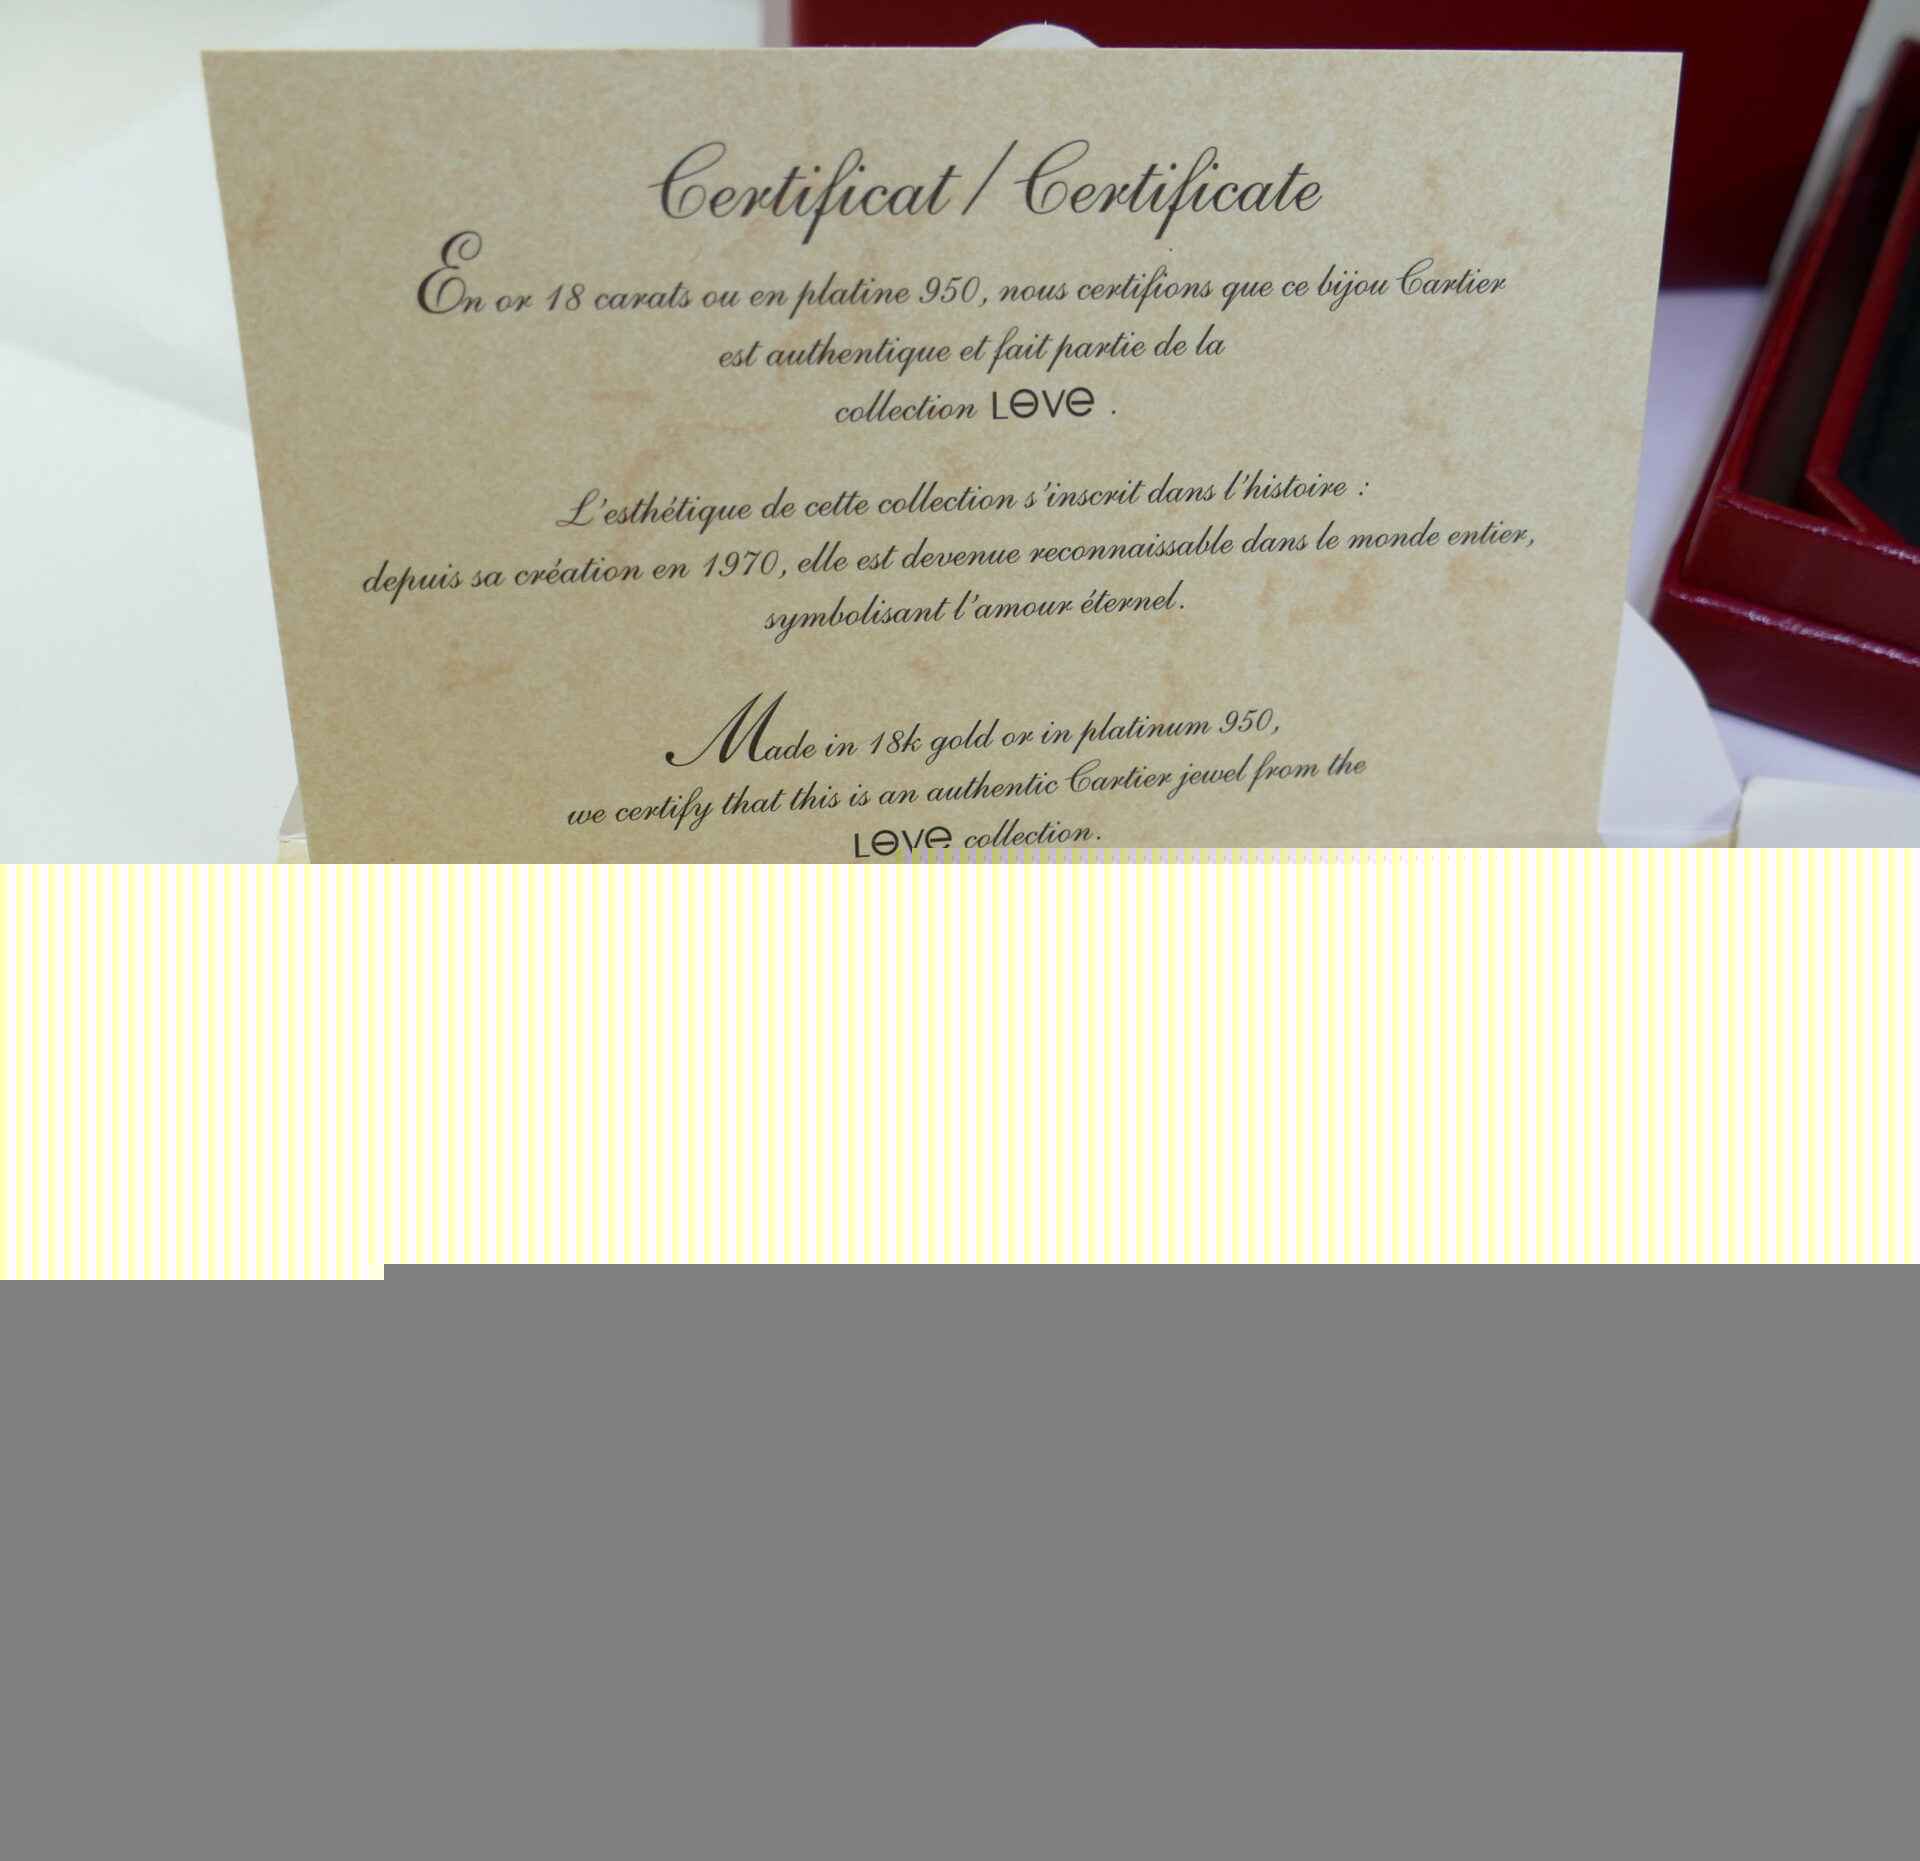 Certificat / Certificate
En or 18 carats ou en platine 950, nous certifions que ce bijou Cartier
est authentique et fait partie de la
collection LOVE .
L'esthétique de cette collection s'inscrit dans l'histoire :
depuis sa création en 1970, elle est devenue reconnaissable dans le monde entier,
symbolisant l'amour éternel.
Made in 18k gold or in platinum 950,
we certify that this is an authentic Cartier jewel from the
LOVE collection.